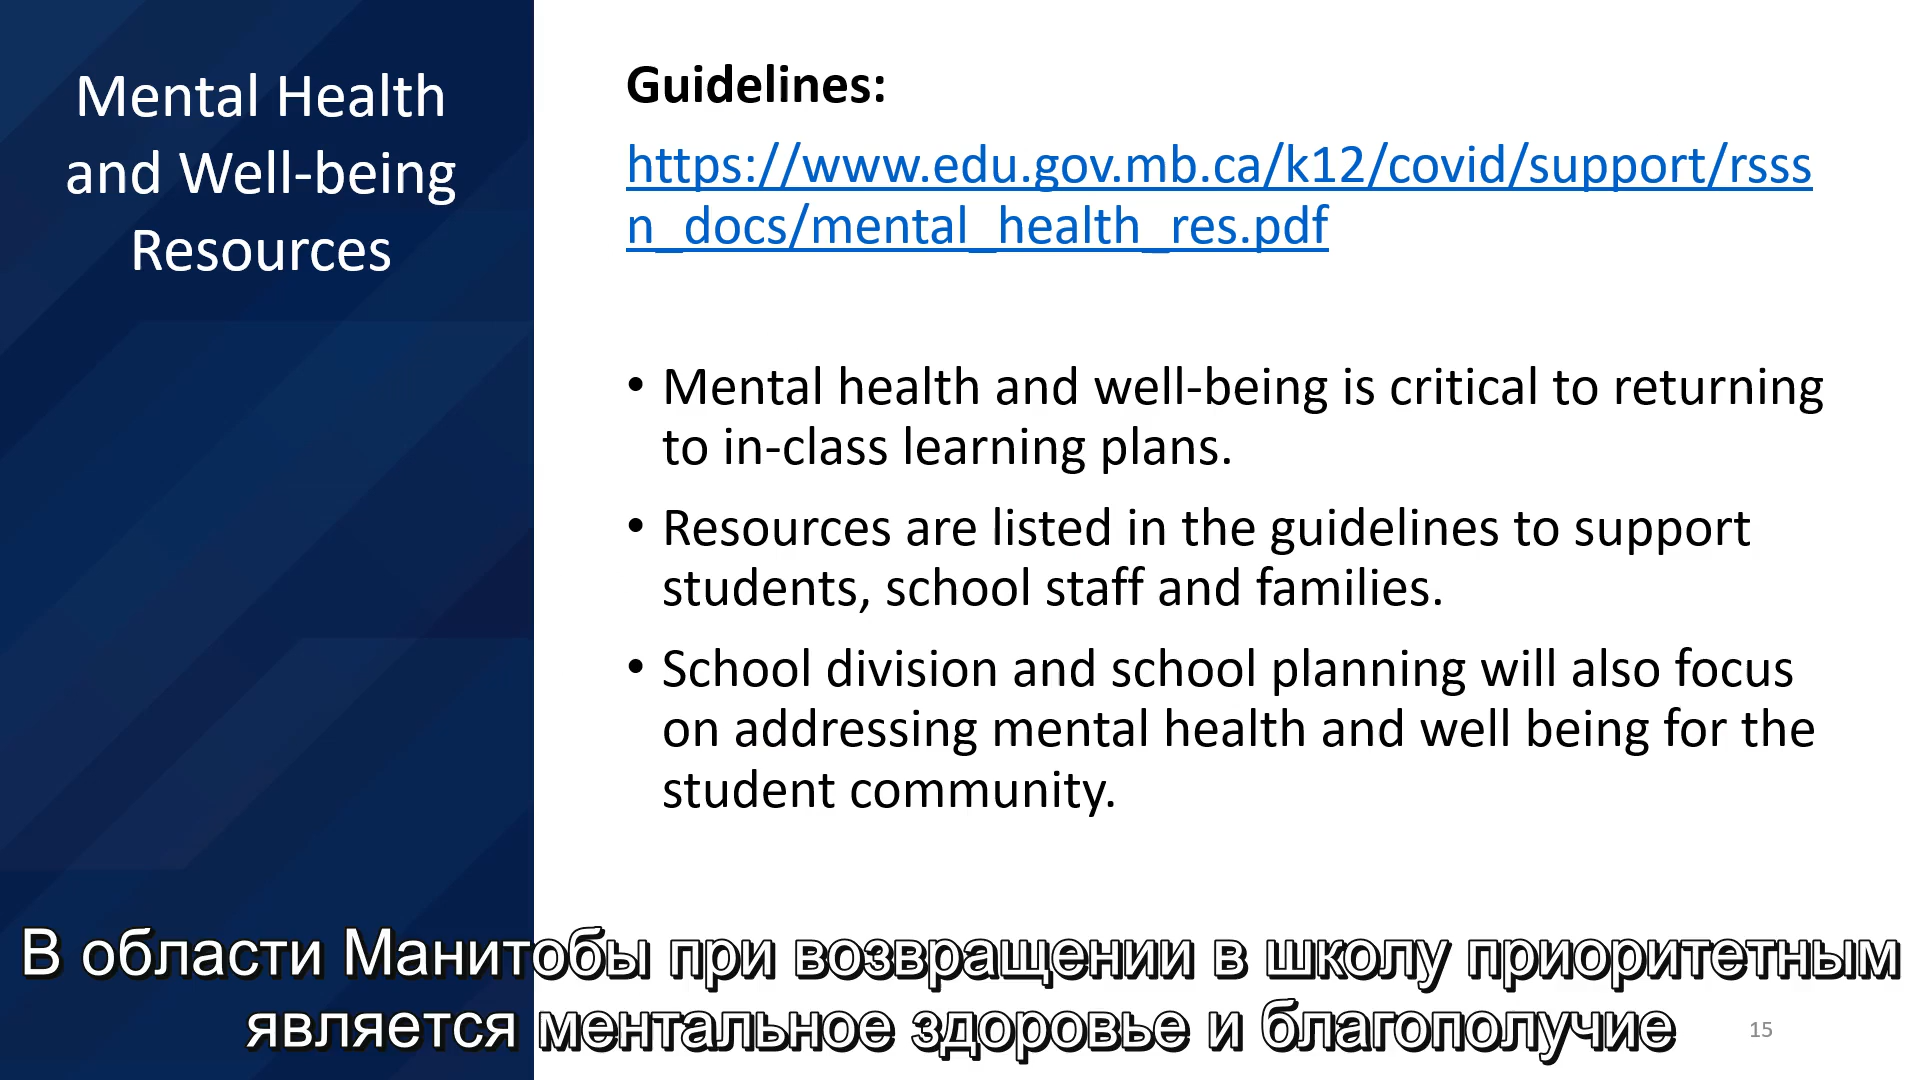 Mental Health
and Well-being
Resources
Guidelines:
https://www.edu.gov.mb.ca/k12/covid/support/rsss
n_docs/mental_health_res.pdf
• Mental health and well-being is critical to returning
to in-class learning plans.
• Resources are listed in the guidelines to support
students, school staff and families.
• School division and school planning will also focus
on addressing mental health and well being for the
student community.
В области Манитобы при возвращении в школу приоритетным
является ментальное здоровье и благополучие
15